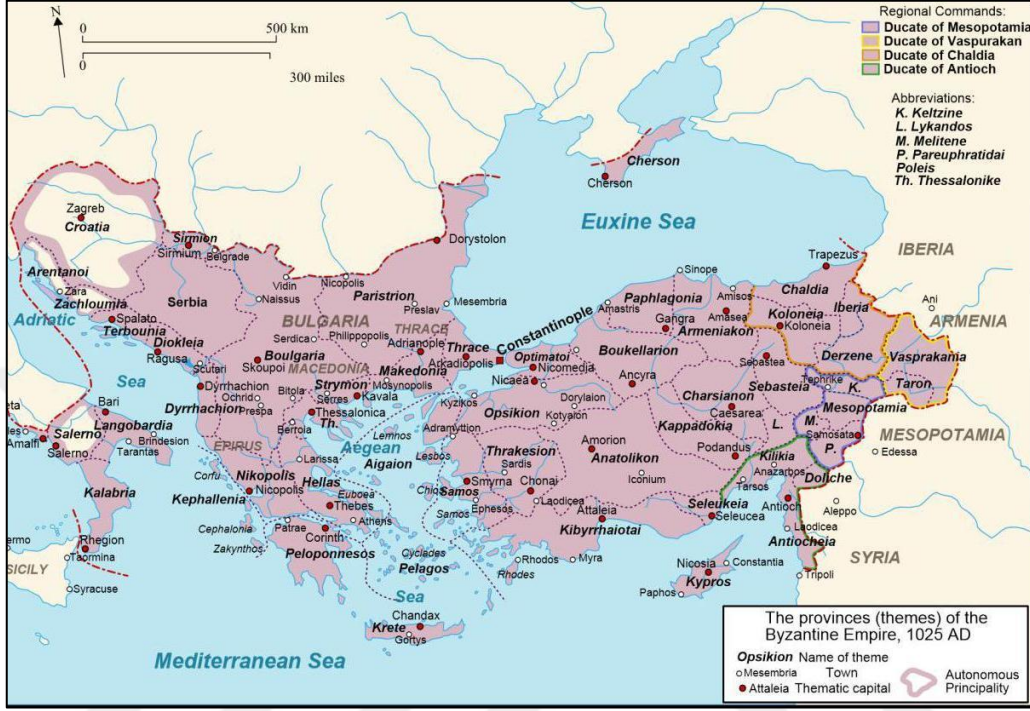 N
0
500 km
0
300 miles
Regional Commands:
Ducate of Mesopotamia
Ducate of Vaspurakan
Ducate of Chaldia
Ducate of Antioch
Abbreviations:
K. Keltzine
L. Lykandos
M. Melitene
P. Pareuphratidai
Poleis
Th. Thessalonike
Cherson
Cherson
Euxine Sea
Zagreb
Croatia
Sirmion
Sirmium
Belgrade
Dorystolon
Trapezus
IBERIA
Arentanoi
Zara
Zachloumia
Vidin
Nicopolis
Naissus
Paristrion
Preslav
Mesembria
Sinope
Amisos
Amastris
Paphlagonia
Gangra
Amasea
Armeniakon
Chaldia
Iberia
Koloneia
Koloneia
Ani
ARMENIA
Adriatic
Spalato
Serbia
Terbounia
Ragusa
Diokleja
BULGARIA
THRACE
Serdica
Philippopolis
Adrianople
Thrace
Arkadiopolis
Constantinople
Optimatoi
Nicomedia
Nicaea
Boukellarion
Derzene
Vasprakania
Sebastea
Tephrike
Taron
Sea
Scutari
Boulgaria
Skoupoi
MACEDONIA
Makedonia
Strymon
Mosynopolis
Serres
Kavala
Bitola
Ohrid
Prespa
Dyrrhachion
Dyrrhachion
Thessalonica
Th.
Kyzikos
Ancyra
Dorylaion
Kotyaion
Opsikion
Charsianon
Caesarea
Sebasteia
K.
Mesopotamia
M.
L.
Samosata
P.
MESOPOTAMIA
Edessa
eta
Bari
Langobardia
Brindesion
Tarantas
Salerno
Salerno
Amalfi
Berroia
Lemnos
Adramyttion
Aegean
Lesbos
Aigaion
EPIRUS
Larissa
Corfu
Nikopolis
Nicopolis
Hellas
Kephallenia
Euboea
Thebes
Athens
Thrakesion
Sardis
Chios
Samos
Smyrna
Chonai
Ephesos
Samos
Laodicea
Amorion
Anatolikon
Iconium
Kappadokia
Podandus
Kilikia
Anazarbos
Tarsos
Doliche
Antioch
Aleppo
Kalabria
Cephalonia
Zakynthos
Patrae
Corinth
Peloponnesos
Cyclades
Pelagos
Attaleia
Kibyrrhaiotai
Seleukeia
Seleucea
Laodicea
Antiocheia
SYRIA
Rhegion
Taormina
SICILY
Syracuse
Rhodos
Rhodes
Myra
Nicosia
Constantia
Kypros
Paphos
Tripoli
Sea
Chandax
Krete
Gortys
Mediterranean Sea
The provinces (themes) of the
Byzantine Empire, 1025 AD
Opsikion Name of theme
Mesembria Town
Attaleia Thematic capital
Autonomous
Principality